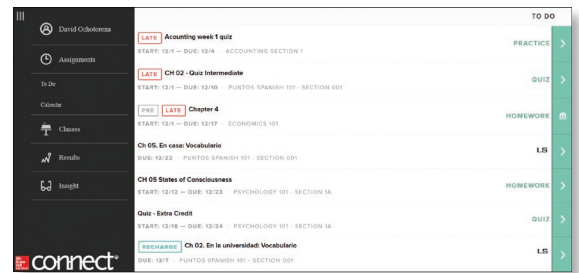 TO DO
David Ochotorena
Assignments
To Do
Calendar
Classes
Results
Insight
LATE Acounting week 1 quiz
START: 12/1 — DUE: 12/4 · ACCOUNTING SECTION 1
PRACTICE
LATE CH 02 - Quiz Intermediate
START: 12/1 — DUE: 12/10 · PUNTOS SPANISH 101 - SECTION 001
QUIZ
PRE LATE Chapter 4
START: 12/1 — DUE: 12/17 · ECONOMICS 101
HOMEWORK
Ch 05. En casa: Vocabulario
DUE: 12/22 · PUNTOS SPANISH 101 - SECTION 001
LS
CH 05 States of Consciousness
START: 12/12 — DUE: 12/23 · PSYCHOLOGY 101 - SECTION 1A
HOMEWORK
Quiz - Extra Credit
START: 12/18 — DUE: 12/24 · PSYCHOLOGY 101 - SECTION 1A
QUIZ
RECHARGE Ch 02. En la universidad: Vocabulario
DUE: 12/7 · PUNTOS SPANISH 101 - SECTION 001
LS
connect®